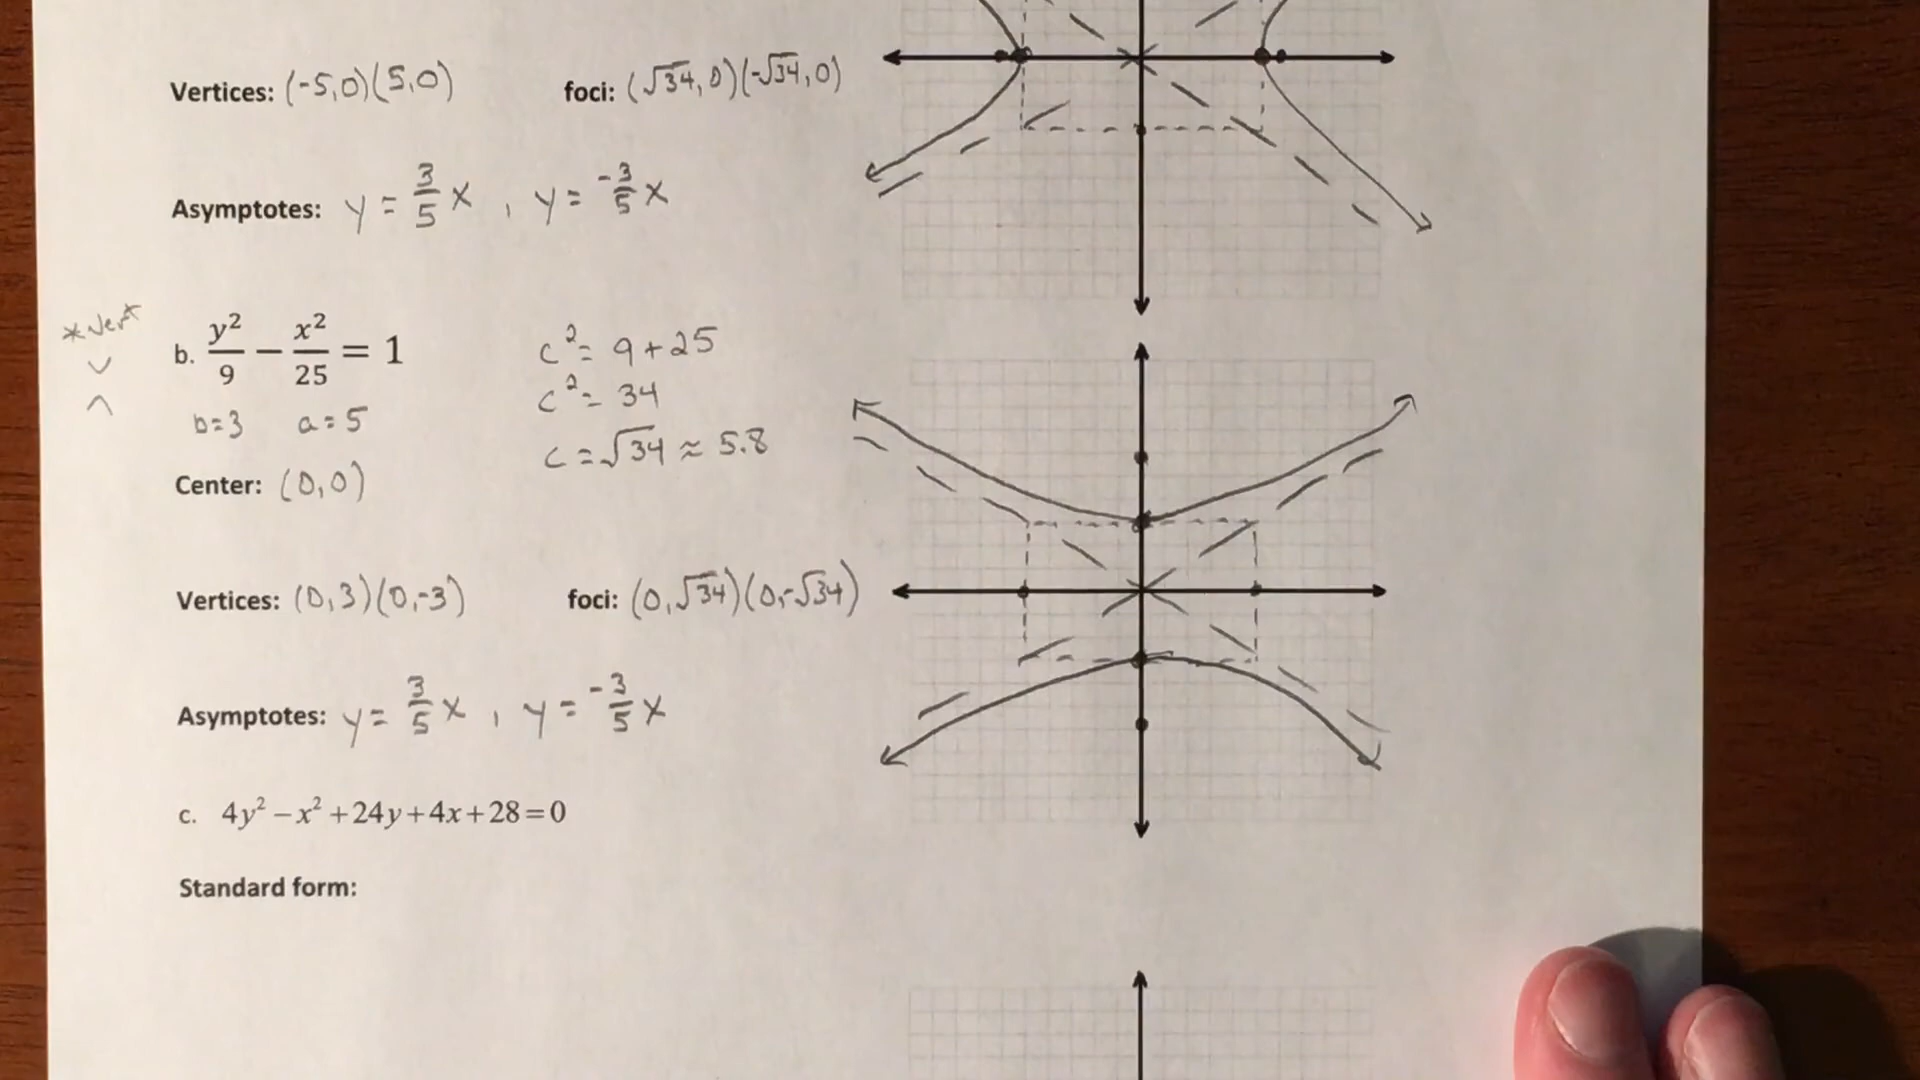 Vertices: (-5,0)(5,0) foci: (√34,0)(-√34,0)
Asymptotes: y = 3/5 x , y = -3/5 x
*vert
b. y²/9 − x²/25 = 1
b=3 a=5
c²= 9+25
c²= 34
c=√34 ≈ 5.8
Center: (0,0)
Vertices: (0,3)(0,-3) foci: (0,√34)(0,-√34)
Asymptotes: y= 3/5 x , y= -3/5 x
c. 4y² − x² + 24y + 4x + 28 = 0
Standard form: